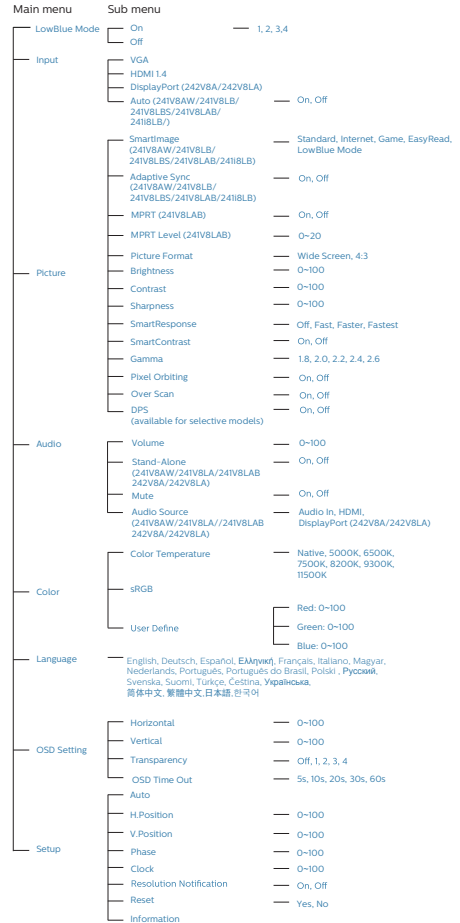 Main menu Sub menu
LowBlue Mode On 1, 2, 3,4
Off
Input VGA
HDMI 1.4
DisplayPort (242V8A/242V8LA)
Auto (241V8AW/241V8LB/ On, Off
241V8LBS/241V8LAB/
241i8LB/)
SmartImage Standard, Internet, Game, EasyRead,
(241V8AW/241V8LB/ LowBlue Mode
241V8LBS/241V8LAB/241i8LB)
Adaptive Sync On, Off
(241V8AW/241V8LB/
241V8LBS/241V8LAB/241i8LB)
MPRT (241V8LAB) On, Off
MPRT Level (241V8LAB) 0~20
Picture Format Wide Screen, 4:3
Picture Brightness 0~100
Contrast 0~100
Sharpness 0~100
SmartResponse Off, Fast, Faster, Fastest
SmartContrast On, Off
Gamma 1.8, 2.0, 2.2, 2.4, 2.6
Pixel Orbiting On, Off
Over Scan On, Off
DPS On, Off
(available for selective models)
Audio Volume 0~100
Stand-Alone On, Off
(241V8AW/241V8LA/241V8LAB
242V8A/242V8LA)
Mute On, Off
Audio Source Audio In, HDMI,
(241V8AW/241V8LA//241V8LAB DisplayPort (242V8A/242V8LA)
242V8A/242V8LA)
Color Temperature Native, 5000K, 6500K,
7500K, 8200K, 9300K,
11500K
Color sRGB
Red: 0~100
User Define Green: 0~100
Blue: 0~100
Language English, Deutsch, Español, Ελληνική, Français, Italiano, Magyar,
Nederlands, Português, Português do Brasil, Polski , Русский,
Svenska, Suomi, Türkçe, Čeština, Українська,
简体中文, 繁體中文,日本語,한국어
Horizontal 0~100
Vertical 0~100
OSD Setting Transparency Off, 1, 2, 3, 4
OSD Time Out 5s, 10s, 20s, 30s, 60s
Auto
H.Position 0~100
V.Position 0~100
Setup Phase 0~100
Clock 0~100
Resolution Notification On, Off
Reset Yes, No
Information